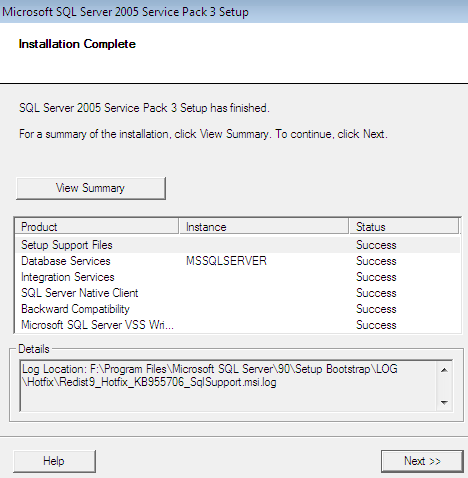 Microsoft SQL Server 2005 Service Pack 3 Setup
Installation Complete
SQL Server 2005 Service Pack 3 Setup has finished.
For a summary of the installation, click View Summary. To continue, click Next.
View Summary
Product Instance Status
Setup Support Files Success
Database Services MSSQLSERVER Success
Integration Services Success
SQL Server Native Client Success
Backward Compatibility Success
Microsoft SQL Server VSS Wri... Success
Details
Log Location: F:\Program Files\Microsoft SQL Server\90\Setup Bootstrap\LOG
\Hotfix\Redist9_Hotfix_KB955706_SqlSupport.msi.log
Help Next >>